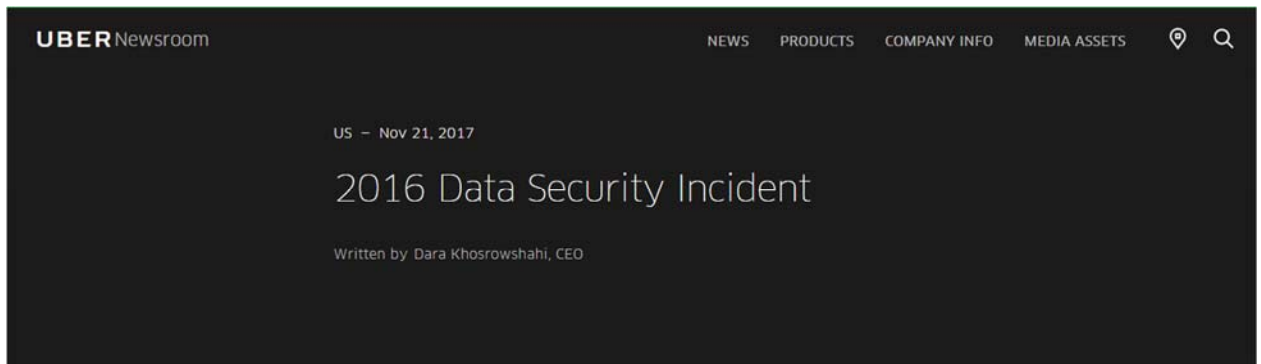 UBER Newsroom NEWS PRODUCTS COMPANY INFO MEDIA ASSETS
US – Nov 21, 2017
2016 Data Security Incident
Written by Dara Khosrowshahi, CEO